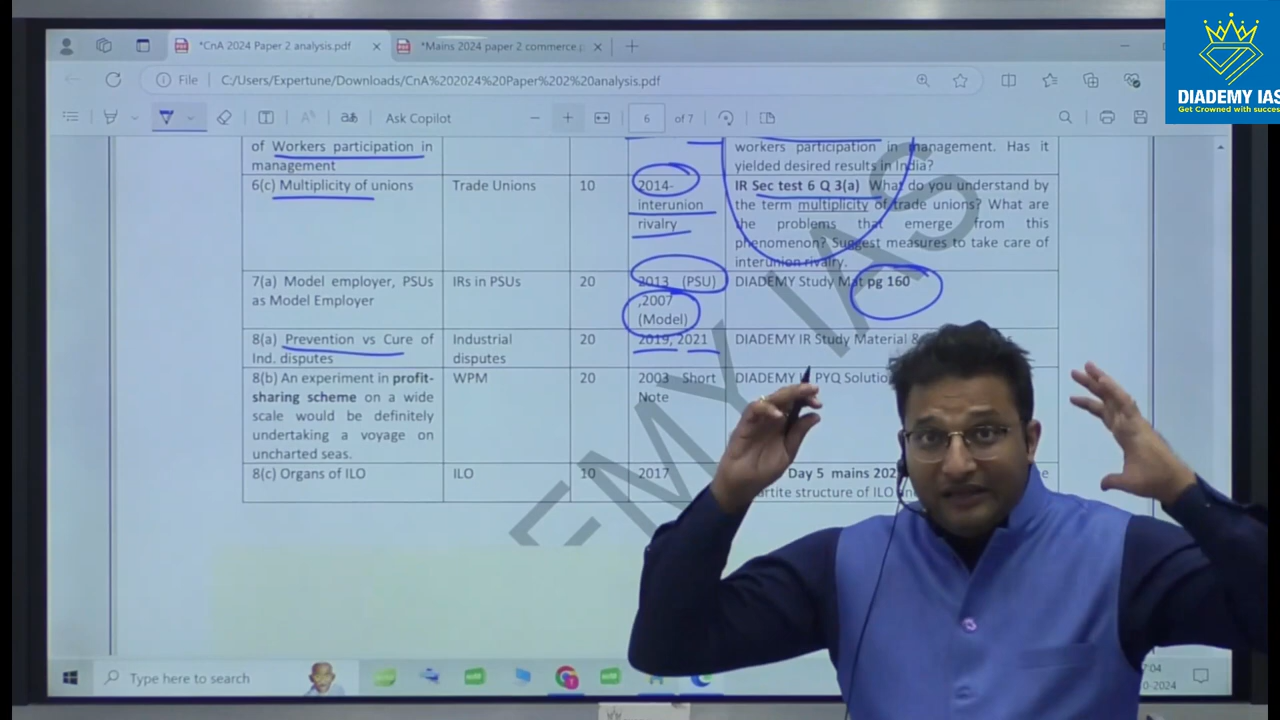 *CnA 2024 Paper 2 analysis.pdf
*Mains 2024 paper 2 commerce.p
File C:/Users/Expertune/Downloads/CnA%202024%20Paper%202%20analysis.pdf
DIADEMY IAS
Get Crowned with success
Ask Copilot
6 of 7
of Workers participation in management
workers participation in management. Has it yielded desired results in India?
6(c) Multiplicity of unions
Trade Unions
10
2014-
interunion
rivalry
IR Sec test 6 Q 3(a) What do you understand by
the term multiplicity of trade unions? What are
the problems that emerge from this
phenomenon? Suggest measures to take care of
interunion rivalry.
7(a) Model employer, PSUs
as Model Employer
IRs in PSUs
20
2013 (PSU)
,2007
(Model)
DIADEMY Study Mat pg 160
8(a) Prevention vs Cure of
Ind. disputes
Industrial
disputes
20
2019, 2021
DIADEMY IR Study Material &
8(b) An experiment in profit-
sharing scheme on a wide
scale would be definitely
undertaking a voyage on
uncharted seas.
WPM
20
2003 Short
Note
DIADEMY PYQ Solutio
8(c) Organs of ILO
ILO
10
2017
Day 5 mains 202
artite structure of ILO
EMY IAS
Type here to search